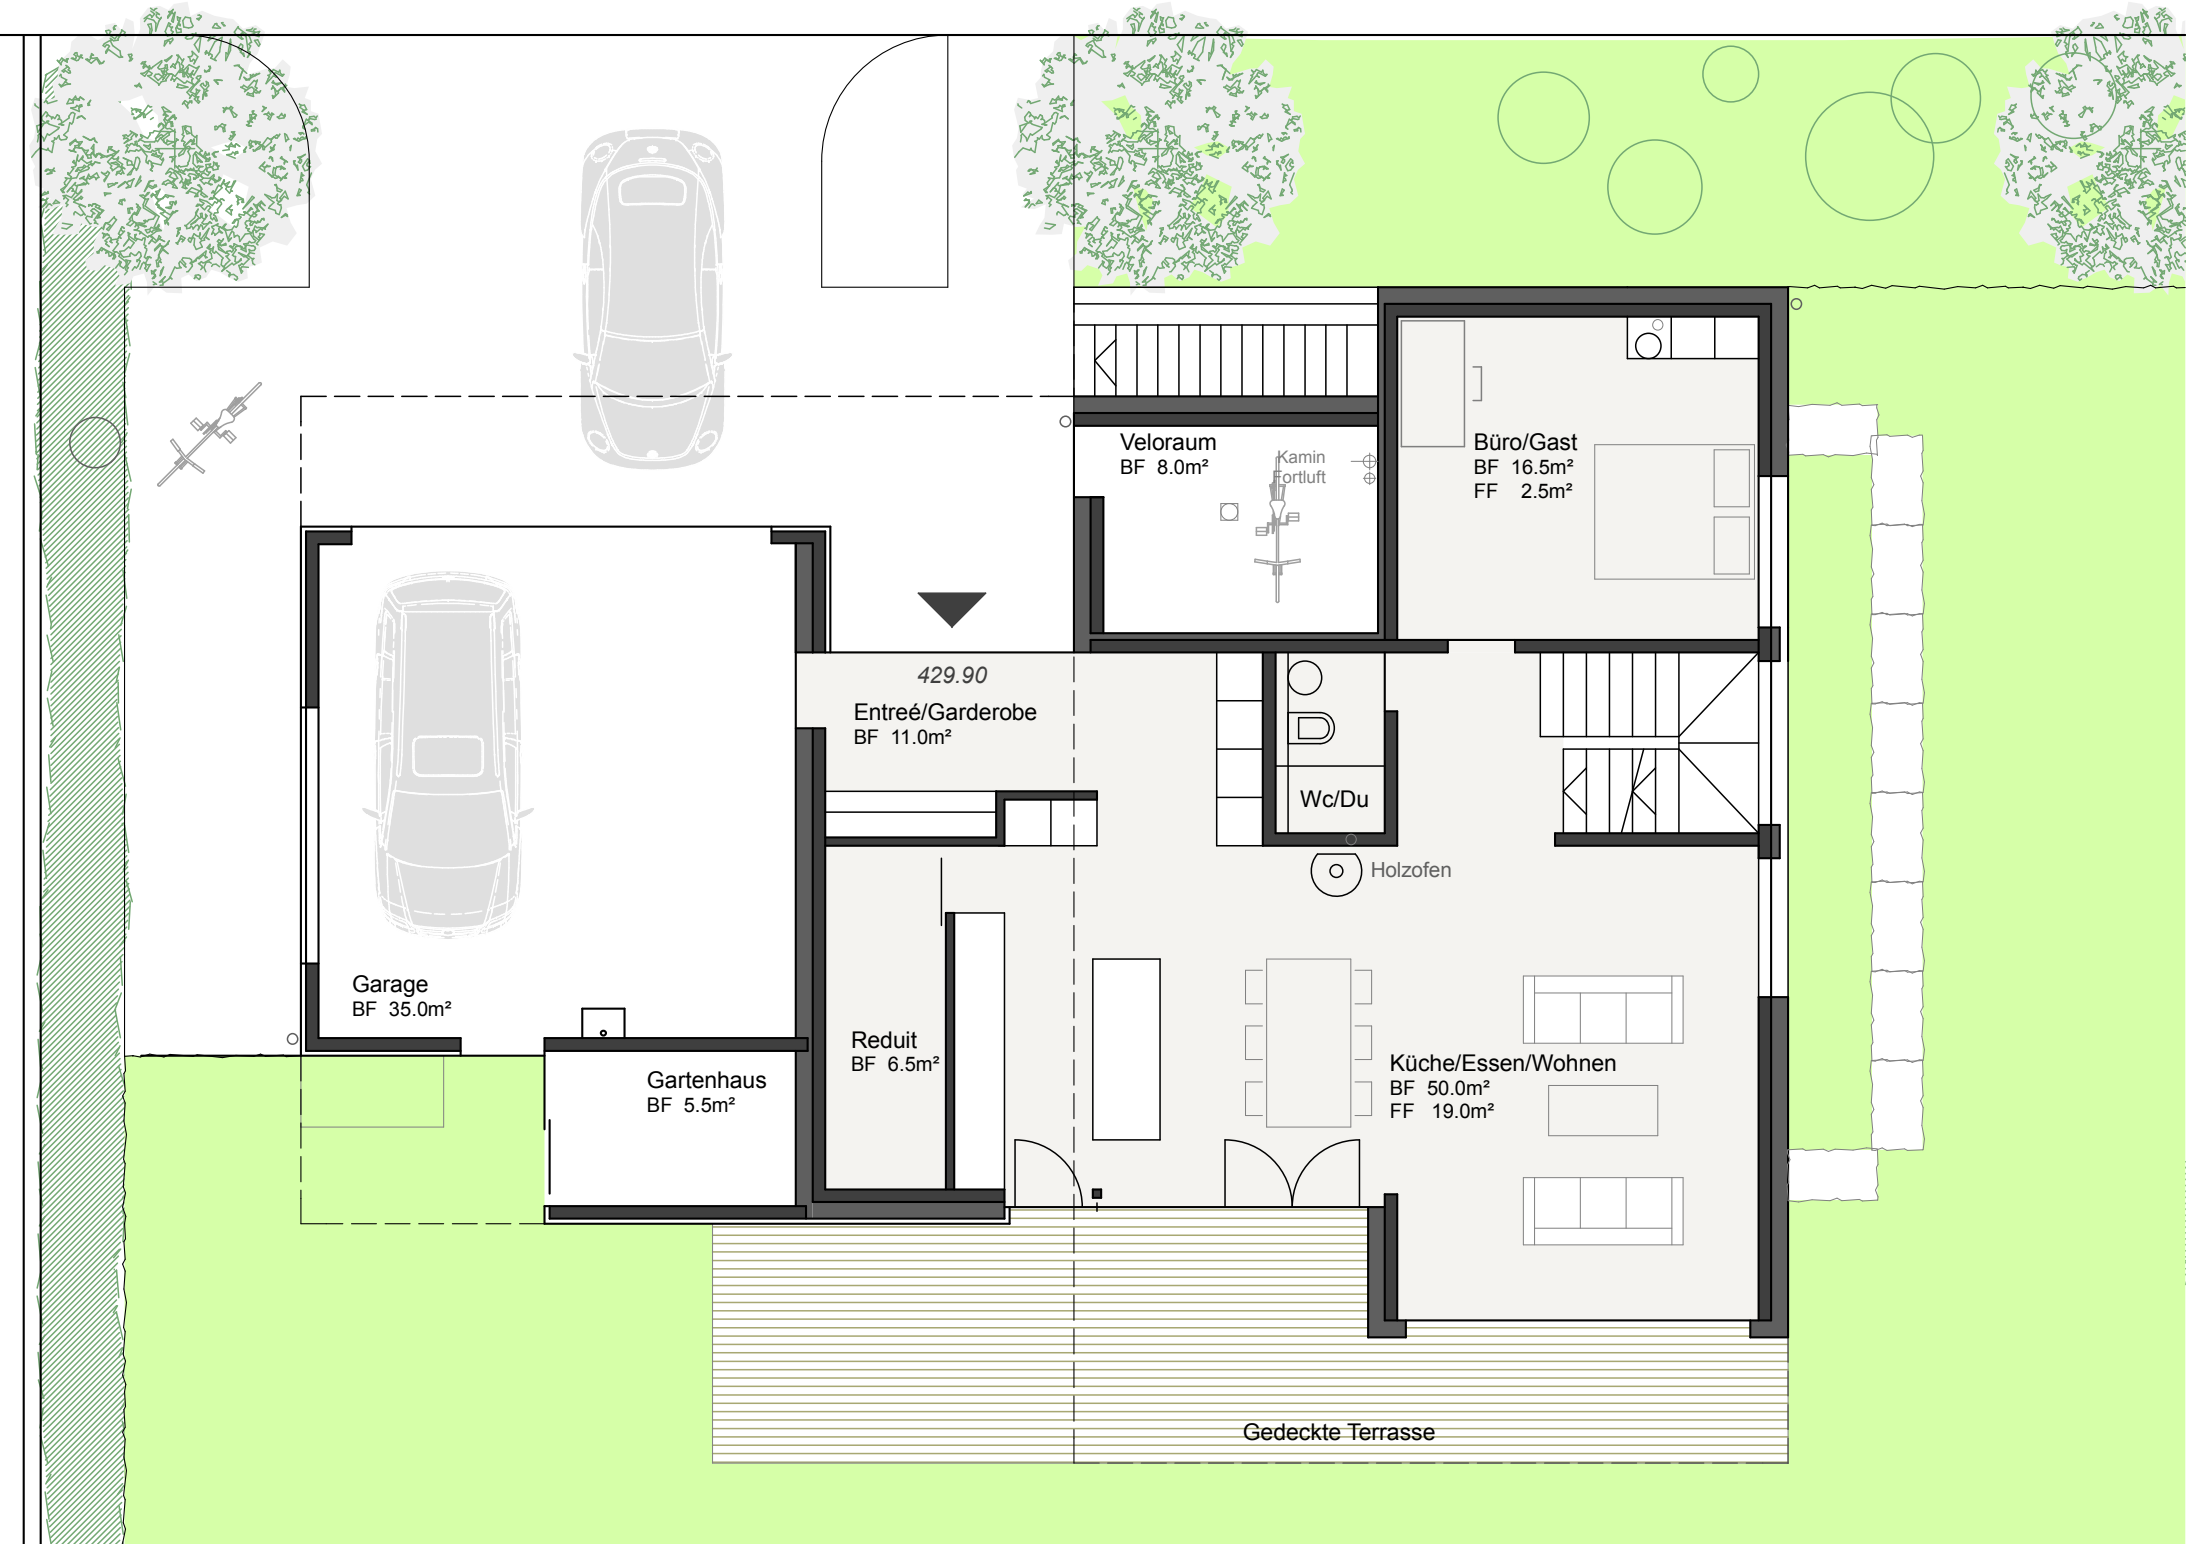 Veloraum
BF 8.0m²
Kamin
Fortluft
Büro/Gast
BF 16.5m²
FF 2.5m²
429.90
Entreé/Garderobe
BF 11.0m²
Wc/Du
Holzofen
Garage
BF 35.0m²
Reduit
BF 6.5m²
Gartenhaus
BF 5.5m²
Küche/Essen/Wohnen
BF 50.0m²
FF 19.0m²
Gedeckte Terrasse